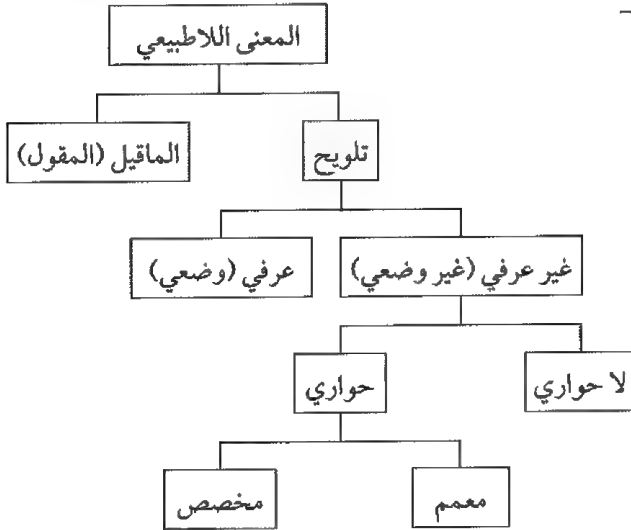 المعنى اللاطبيعي
تلويح
الماقيل (المقول)
غير عرفي (غير وضعي)
عرفي (وضعي)
لا حواري
حواري
معمم
مخصص